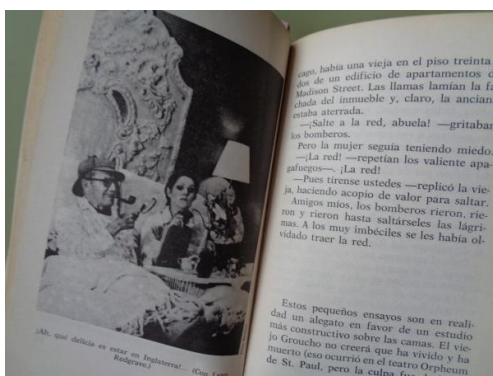 ¡Ah, qué delicia es estar en Inglaterra!... (Con Lynn
Redgrave.)
cago, había una vieja en el piso treinta
dos de un edificio de apartamentos d
Madison Street. Las llamas lamían la fa
chada del inmueble y, claro, la ancian
estaba aterrada.
—¡Salte a la red, abuela! —gritaban
los bomberos.
Pero la mujer seguía teniendo miedo.
—¡La red! —repetían los valiente apa-
gafuegos—. ¡La red!
—Pues tírense ustedes —replicó la vie-
ja, haciendo acopio de valor para saltar.
Amigos míos, los bomberos rieron, rie-
ron y rieron hasta saltárseles las lágri-
mas. A los muy imbéciles se les había ol-
vidado traer la red.
Estos pequeños ensayos son en reali-
dad un alegato en favor de un estudio
más constructivo sobre las camas. El vie-
jo Groucho no creerá que ha vivido y ha
muerto (eso ocurrió en el teatro Orpheum
de St. Paul, pero la culpa fue